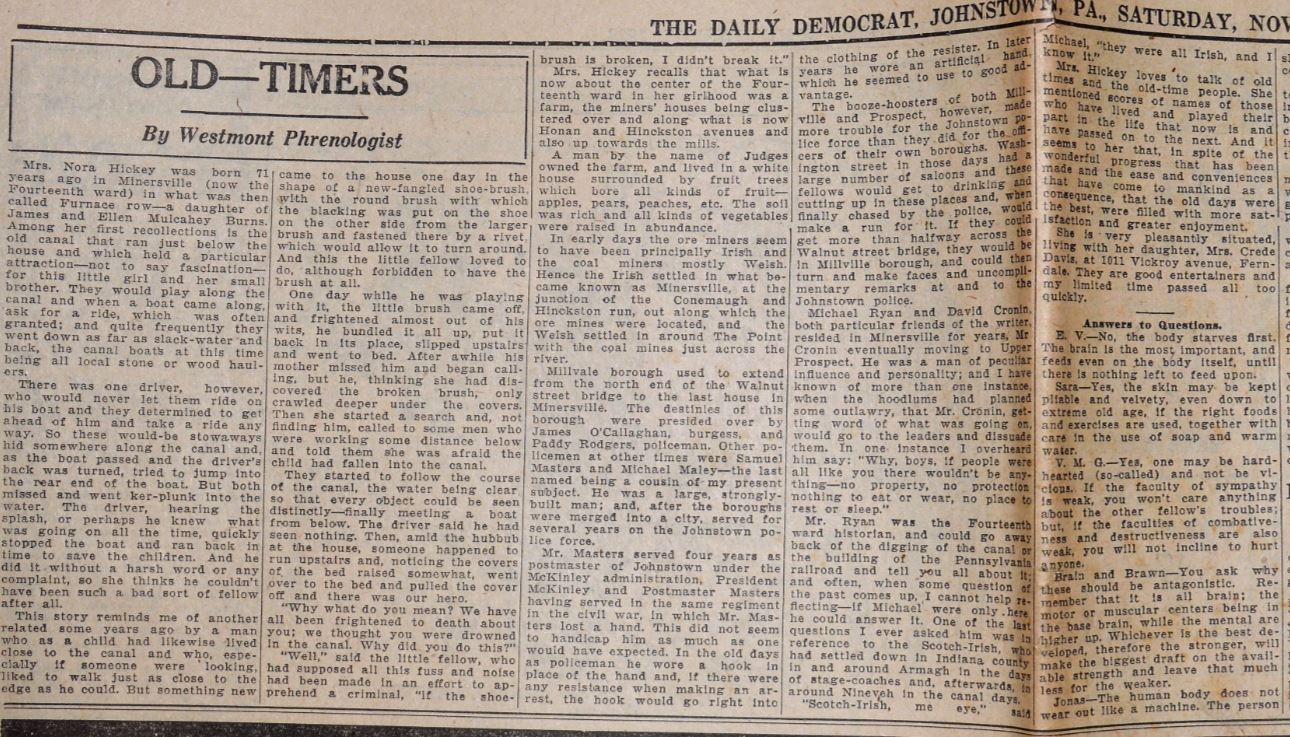 THE DAILY DEMOCRAT, JOHNSTOWN, PA., SATURDAY, NOV
OLD—TIMERS
By Westmont Phrenologist
Mrs. Nora Hickey was born 71
years ago in Minersville (now the
Fourteenth ward) in what was then
called Furnace row—a daughter of
James and Ellen Mulcahey Burns.
Among her first recollections is the
old canal that ran just below the
house and which held a particular
attraction—not to say fascination—
for this little girl and her small
brother. They would play along the
canal and when a boat came along,
ask for a ride, which was often
granted; and quite frequently they
went down as far as slack-water and
back, the canal boats at this time
being all local stone or wood haul-
ers.
There was one driver, however,
who would never let them ride on
his boat and they determined to get
ahead of him and take a ride any
way. So these would-be stowaways
hid somewhere along the canal and,
as the boat passed and the driver's
back was turned, tried to jump into
the rear end of the boat. But both
missed and went ker-plunk into the
water. The driver, hearing the
splash, or perhaps he knew what
was going on all the time, quickly
stopped the boat and ran back in
time to save the children. And he
did it without a harsh word or any
complaint, so she thinks he couldn't
have been such a bad sort of fellow
after all.
This story reminds me of another
related some years ago by a man
who as a child had likewise lived
close to the canal and who, espe-
cially if someone were looking,
liked to walk just as close to the
edge as he could. But something new
came to the house one day in the
shape of a new-fangled shoe-brush,
with the round brush with which
the blacking was put on the shoe
on the other side from the larger
brush and fastened there by a rivet,
which would allow it to turn around.
And this the little fellow loved to
do, although forbidden to have the
brush at all.
One day while he was playing
with it, the little brush came off,
and frightened almost out of his
wits, he bundled it all up, put it
back in its place, slipped upstairs
and went to bed. After awhile his
mother missed him and began call-
ing, but he, thinking she had dis-
covered the broken brush, only
crawled deeper under the covers.
Then she started a search and, not
finding him, called to some men who
were working some distance below
and told them she was afraid the
child had fallen into the canal.
They started to follow the course
of the canal, the water being clear
so that every object could be seen
distinctly—finally meeting a boat
from below. The driver said he had
seen nothing. Then, amid the hubbub
at the house, someone happened to
run upstairs and, noticing the covers
of the bed raised somewhat, went
over to the bed and pulled the cover
off and there was our hero.
"Why what do you mean? We have
all been frightened to death about
you; we thought you were drowned
in the canal. Why did you do this?"
"Well," said the little fellow, who
had supposed all this fuss and noise
had been made in an effort to ap-
prehend a criminal, "if the shoe-
brush is broken, I didn't break it."
Mrs. Hickey recalls that what is
now about the center of the Four-
teenth ward in her girlhood was a
farm, the miners' houses being clus-
tered over and along what is now
Honan and Hinckston avenues and
also up towards the mills.
A man by the name of Judges
owned the farm, and lived in a white
house surrounded by fruit trees
which bore all kinds of fruit—
apples, pears, peaches, etc. The soil
was rich and all kinds of vegetables
were raised in abundance.
In early days the ore miners seem
to have been principally Irish and
the coal miners mostly Welsh.
Hence the Irish settled in what be-
came known as Minersville, at the
junction of the Conemaugh and
Hinckston run, out along which the
ore mines were located, and the
Welsh settled in around The Point
with the coal mines just across the
river.
Millvale borough used to extend
from the north end of the Walnut
street bridge to the last house in
Minersville. The destinies of this
borough were presided over by
James O'Callaghan, burgess, and
Paddy Rodgers, policeman. Other po-
licemen at other times were Samuel
Masters and Michael Maley—the last
named being a cousin of my present
subject. He was a large, strongly-
built man; and, after the boroughs
were merged into a city, served for
several years on the Johnstown po-
lice force.
Mr. Masters served four years as
postmaster of Johnstown under the
McKinley administration, President
McKinley and Postmaster Masters
having served in the same regiment
in the civil war, in which Mr. Mas-
ters lost a hand. This did not seem
to handicap him as much as one
would have expected. In the old days
as policeman he wore a hook in
place of the hand and, if there were
any resistance when making an ar-
rest, the hook would go right into
the clothing of the resister. In later
years he wore an artificial hand,
which he seemed to use to good ad-
vantage.
The booze-hoosters of both Mill-
ville and Prospect, however, made
more trouble for the Johnstown po-
lice force than they did for the offi-
cers of their own boroughs. Wash-
ington street in those days had a
large number of saloons and these
fellows would get to drinking and
cutting up in these places and, when
finally chased by the police, would
make a run for it. If they could
get more than halfway across the
Walnut street bridge, they would be
in Millville borough, and could then
turn and make faces and uncompli-
mentary remarks at and to the
Johnstown police.
Michael Ryan and David Cronin,
both particular friends of the writer,
resided in Minersville for years, Mr
Cronin eventually moving to Upper
Prospect. He was a man of peculiar
influence and personality; and I have
known of more than one instance,
when the hoodlums had planned
some outlawry, that Mr. Cronin, get-
ting word of what was going on,
would go to the leaders and dissuade
them. In one instance I overheard
him say: "Why, boys, if people were
all like you there wouldn't be any-
thing—no property, no protection
nothing to eat or wear, no place to
rest or sleep."
Mr. Ryan was the Fourteenth
ward historian, and could go away
back of the digging of the canal or
the building of the Pennsylvania
railroad and tell you all about it;
and often, when some question of
the past comes up, I cannot help re-
flecting—if Michael were only here
he could answer it. One of the last
questions I ever asked him was in
reference to the Scotch-Irish, who
had settled down in Indiana county
in and around Armagh in the days
of stage-coaches and, afterwards, in
around Nineveh in the canal days.
"Scotch-Irish, me eye," said
Michael, "they were all Irish, and I
know it."
Mrs. Hickey loves to talk of old
times and the old-time people. She
mentioned scores of names of those
who have lived and played their
part in the life that now is and
have passed on to the next. And it
seems to her that, in spite of the
wonderful progress that has been
made and the ease and conveniences
that have come to mankind as a
consequence, that the old days were
the best, were filled with more sat-
isfaction and greater enjoyment.
She is very pleasantly situated,
living with her daughter, Mrs. Crede
Davis, at 1011 Vickroy avenue, Fern-
dale. They are good entertainers and
my limited time passed all too
quickly.
Answers to Questions.
E. V.—No, the body starves first.
The brain is the most important, and
feeds even on the body itself, until
there is nothing left to feed upon.
Sara—Yes, the skin may be kept
pliable and velvety, even down to
extreme old age, if the right foods
and exercises are used, together with
care in the use of soap and warm
water.
V. M. G.—Yes, one may be hard-
hearted (so-called) and not be vi-
cious. If the faculty of sympathy
is weak, you won't care anything
about the other fellow's troubles;
but, if the faculties of combative-
ness and destructiveness are also
weak, you will not incline to hurt
anyone.
Brain and Brawn—You ask why
these should be antagonistic. Re-
member that it is all brain; the
motor or muscular centers being in
the base brain, while the mental are
higher up. Whichever is the best de-
veloped, therefore the stronger, will
make the biggest draft on the avail-
able strength and leave that much
less for the weaker.
Jonas—The human body does not
wear out like a machine. The person